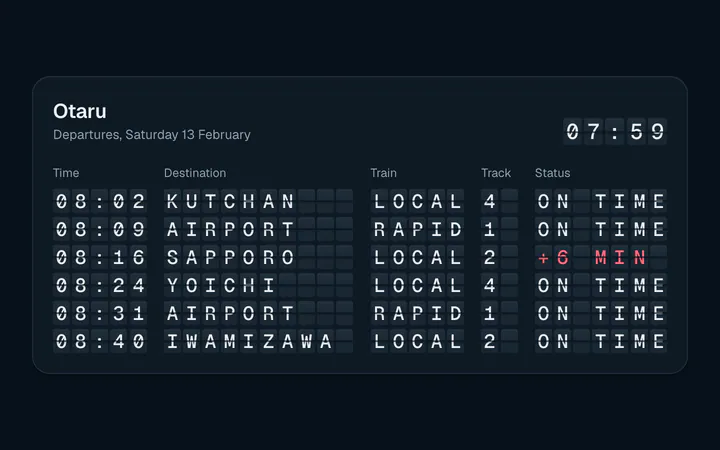 Otaru
Departures, Saturday 13 February
07:59
Time Destination Train Track Status
08:02 KUTCHAN LOCAL 4 ON TIME
08:09 AIRPORT RAPID 1 ON TIME
08:16 SAPPORO LOCAL 2 +6 MIN
08:24 YOICHI LOCAL 4 ON TIME
08:31 AIRPORT RAPID 1 ON TIME
08:40 IWAMIZAWA LOCAL 2 ON TIME